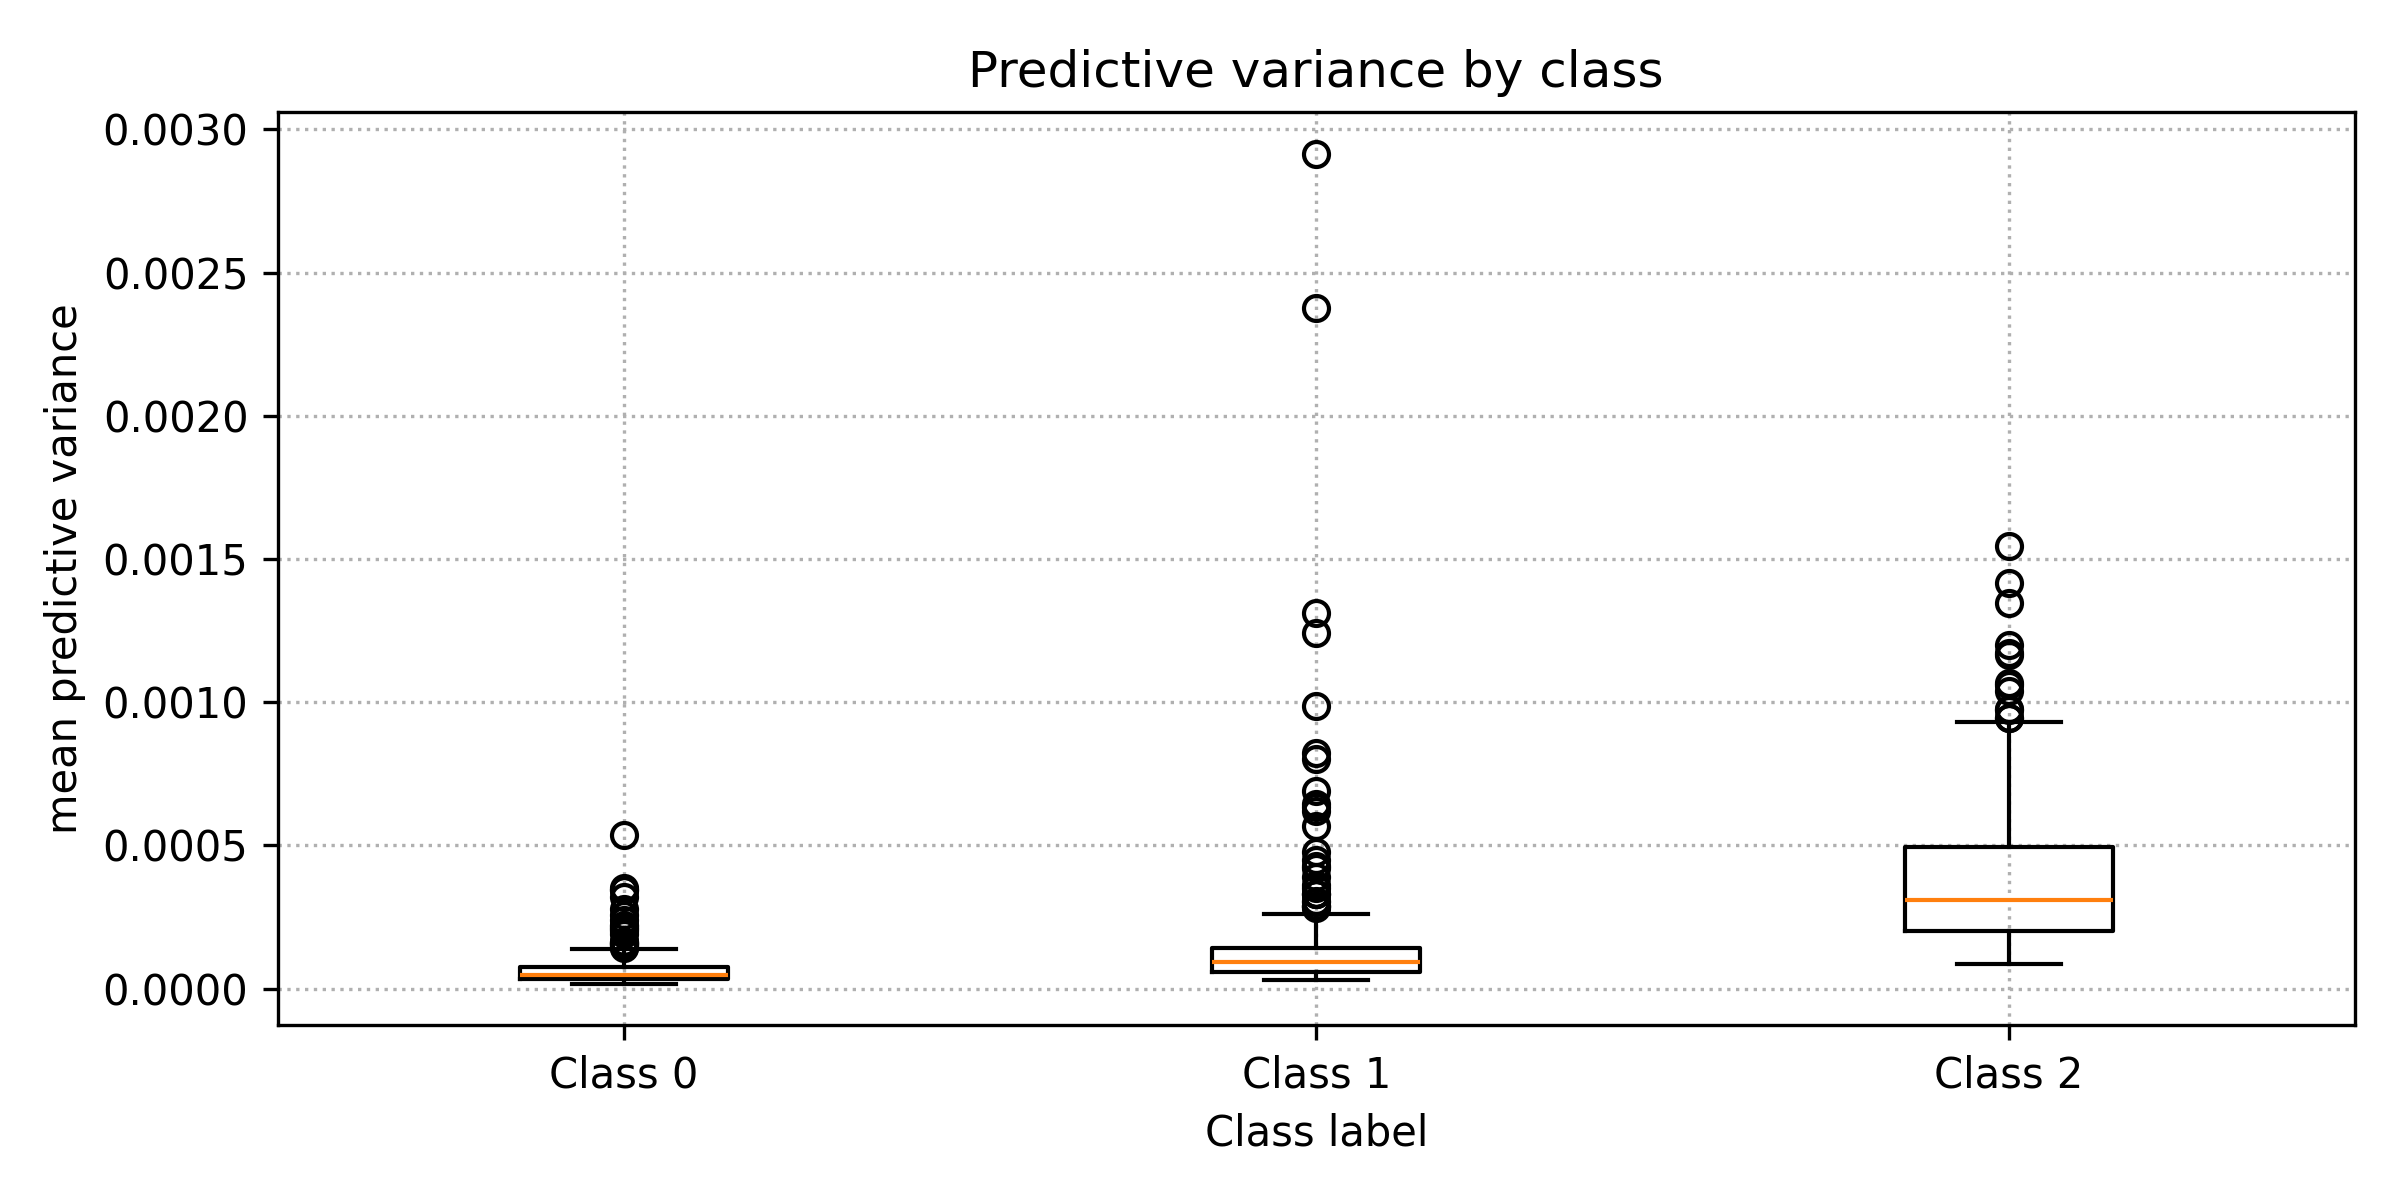 Predictive variance by class
mean predictive variance
0.0030
0.0025
0.0020
0.0015
0.0010
0.0005
0.0000
Class 0
Class 1
Class 2
Class label